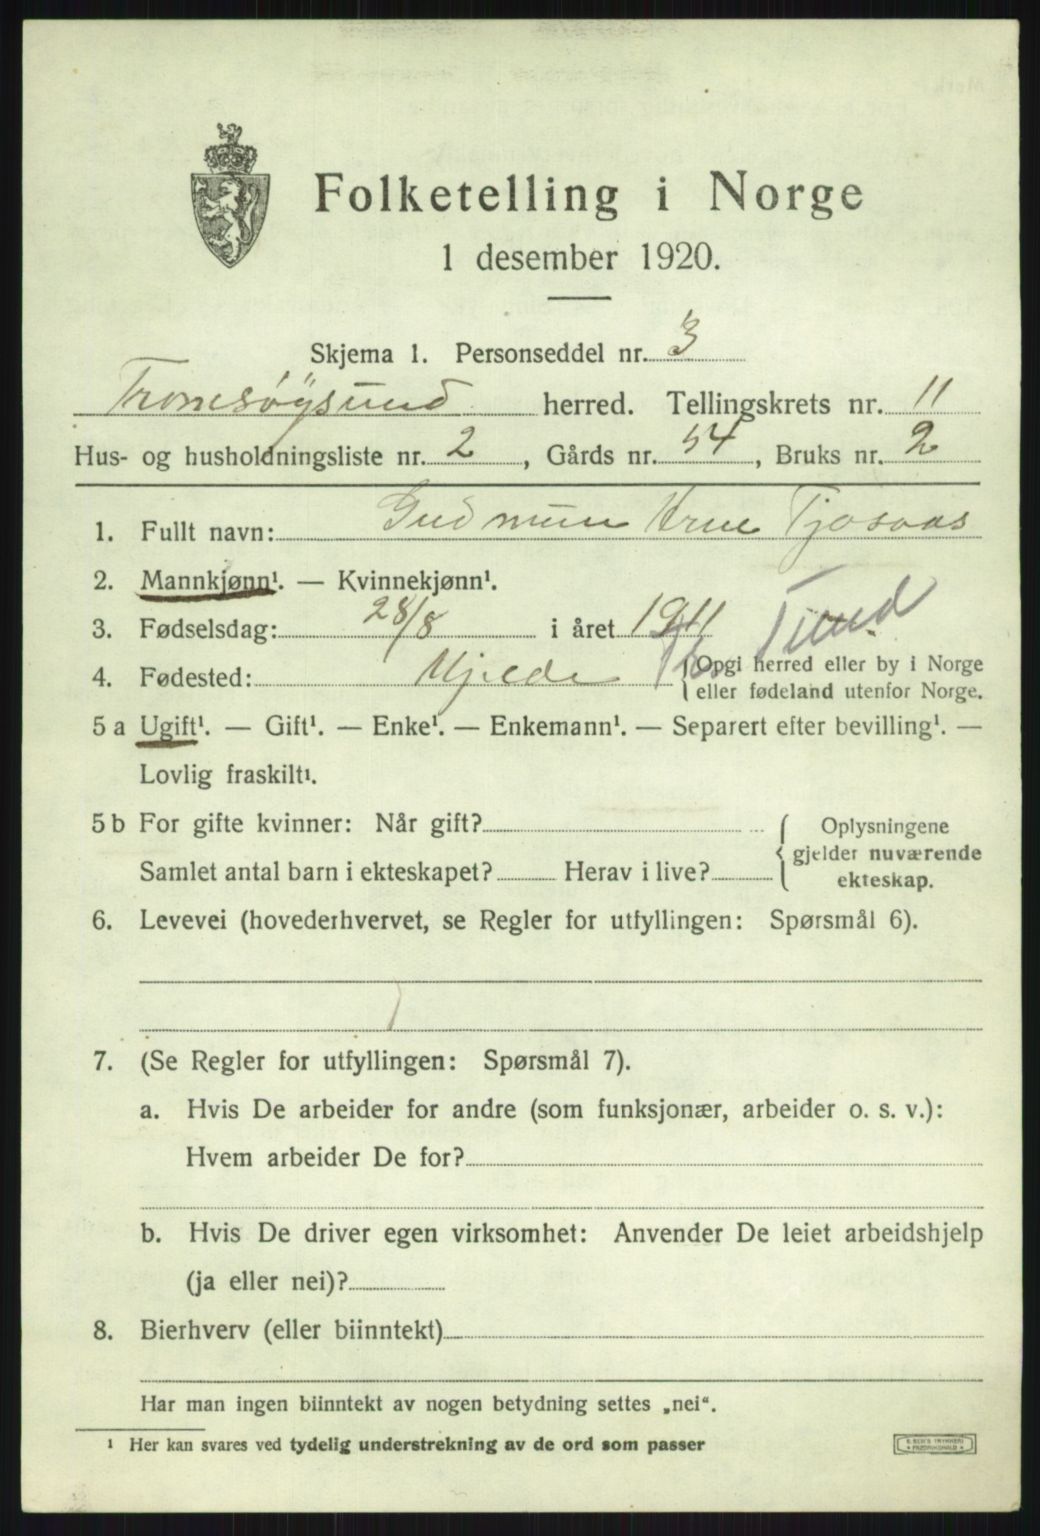 Folketelling i Norge
1 desember 1920.
Skjema 1. Personseddel nr. 3
Tromsøysund herred. Tellingskrets nr. 11
Hus- og husholdningsliste nr. 2, Gårds nr. 54, Bruks nr. 2
1. Fullt navn: Gudmun Arne Tjosaas
2. Mannkjønn¹. — Kvinnekjønn¹.
3. Fødselsdag: 28/8 i året 1911
4. Fødested: Mjelde Tsund {Opgi herred eller by i Norge
eller fødeland utenfor Norge.
5 a Ugift¹. — Gift¹. — Enke¹. — Enkemann¹. — Separert efter bevilling¹. —
Lovlig fraskilt¹.
5 b For gifte kvinner: Når gift?
Samlet antal barn i ekteskapet? Herav i live?
{ Oplysningene
gjelder nuværende
ekteskap.
6. Levevei (hovederhvervet, se Regler for utfyllingen: Spørsmål 6).
7. (Se Regler for utfyllingen: Spørsmål 7).
a. Hvis De arbeider for andre (som funksjonær, arbeider o. s. v.):
Hvem arbeider De for?
b. Hvis De driver egen virksomhet: Anvender De leiet arbeidshjelp
(ja eller nei)?
8. Bierhverv (eller biinntekt)
Har man ingen biinntekt av nogen betydning settes „nei“.
¹ Her kan svares ved tydelig understrekning av de ord som passer